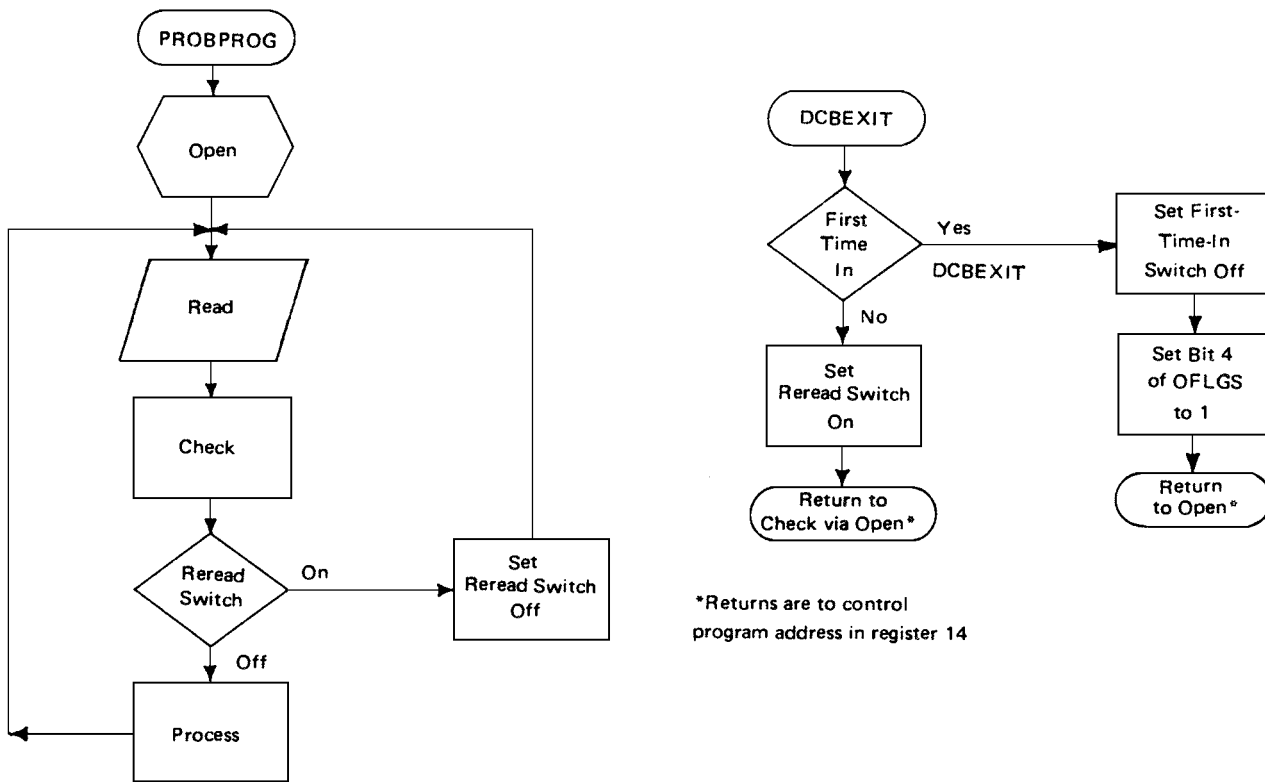 PROBPROG
Open
Read
Check
Reread
Switch
On
Set
Reread Switch
Off
Off
Process
DCBEXIT
First
Time
In
Yes
DCBEXIT
No
Set
Reread Switch
On
Return to
Check via Open*
Set First-
Time-In
Switch Off
Set Bit 4
of OFLGS
to 1
Return
to Open*
*Returns are to control
program address in register 14